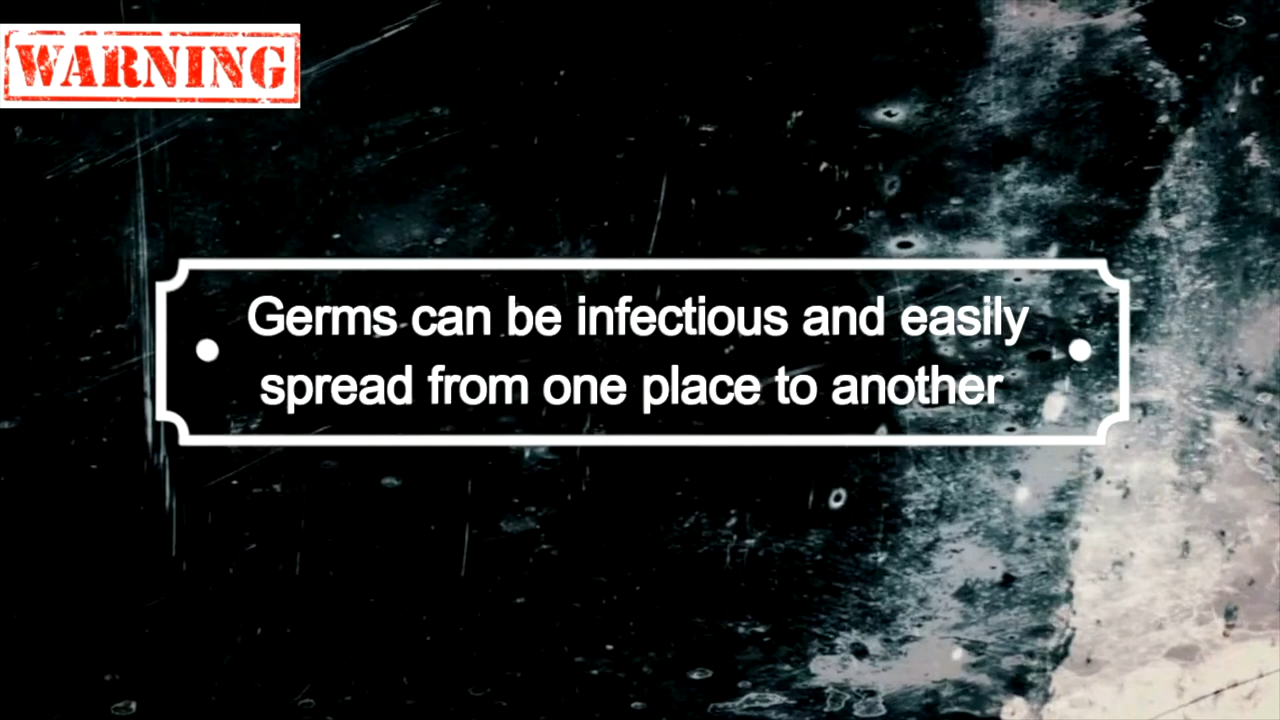 WARNING
Germs can be infectious and easily
spread from one place to another